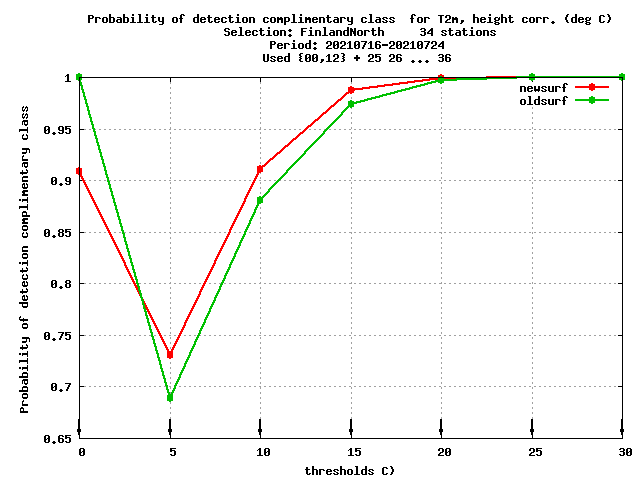 Probability of detection complimentary class  for T2m, height corr. (deg C)
Selection: FinlandNorth     34 stations
Period: 20210716-20210724
Used {00,12} + 25 26 ... 36
Probability of detection complimentary class
1
0.95
0.9
0.85
0.8
0.75
0.7
0.65
newsurf
oldsurf
0 5 10 15 20 25 30
thresholds C)